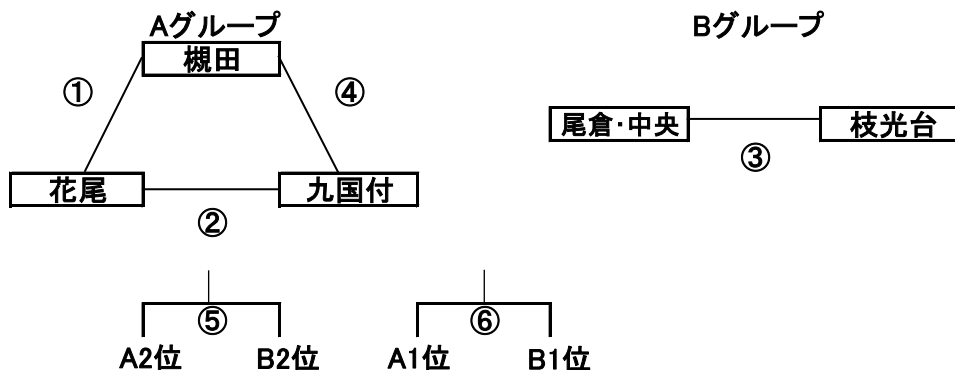 Aグループ
Bグループ
槻田
①
④
尾倉・中央
枝光台
③
花尾
九国付
②
⑤
⑥
A2位
B2位
A1位
B1位